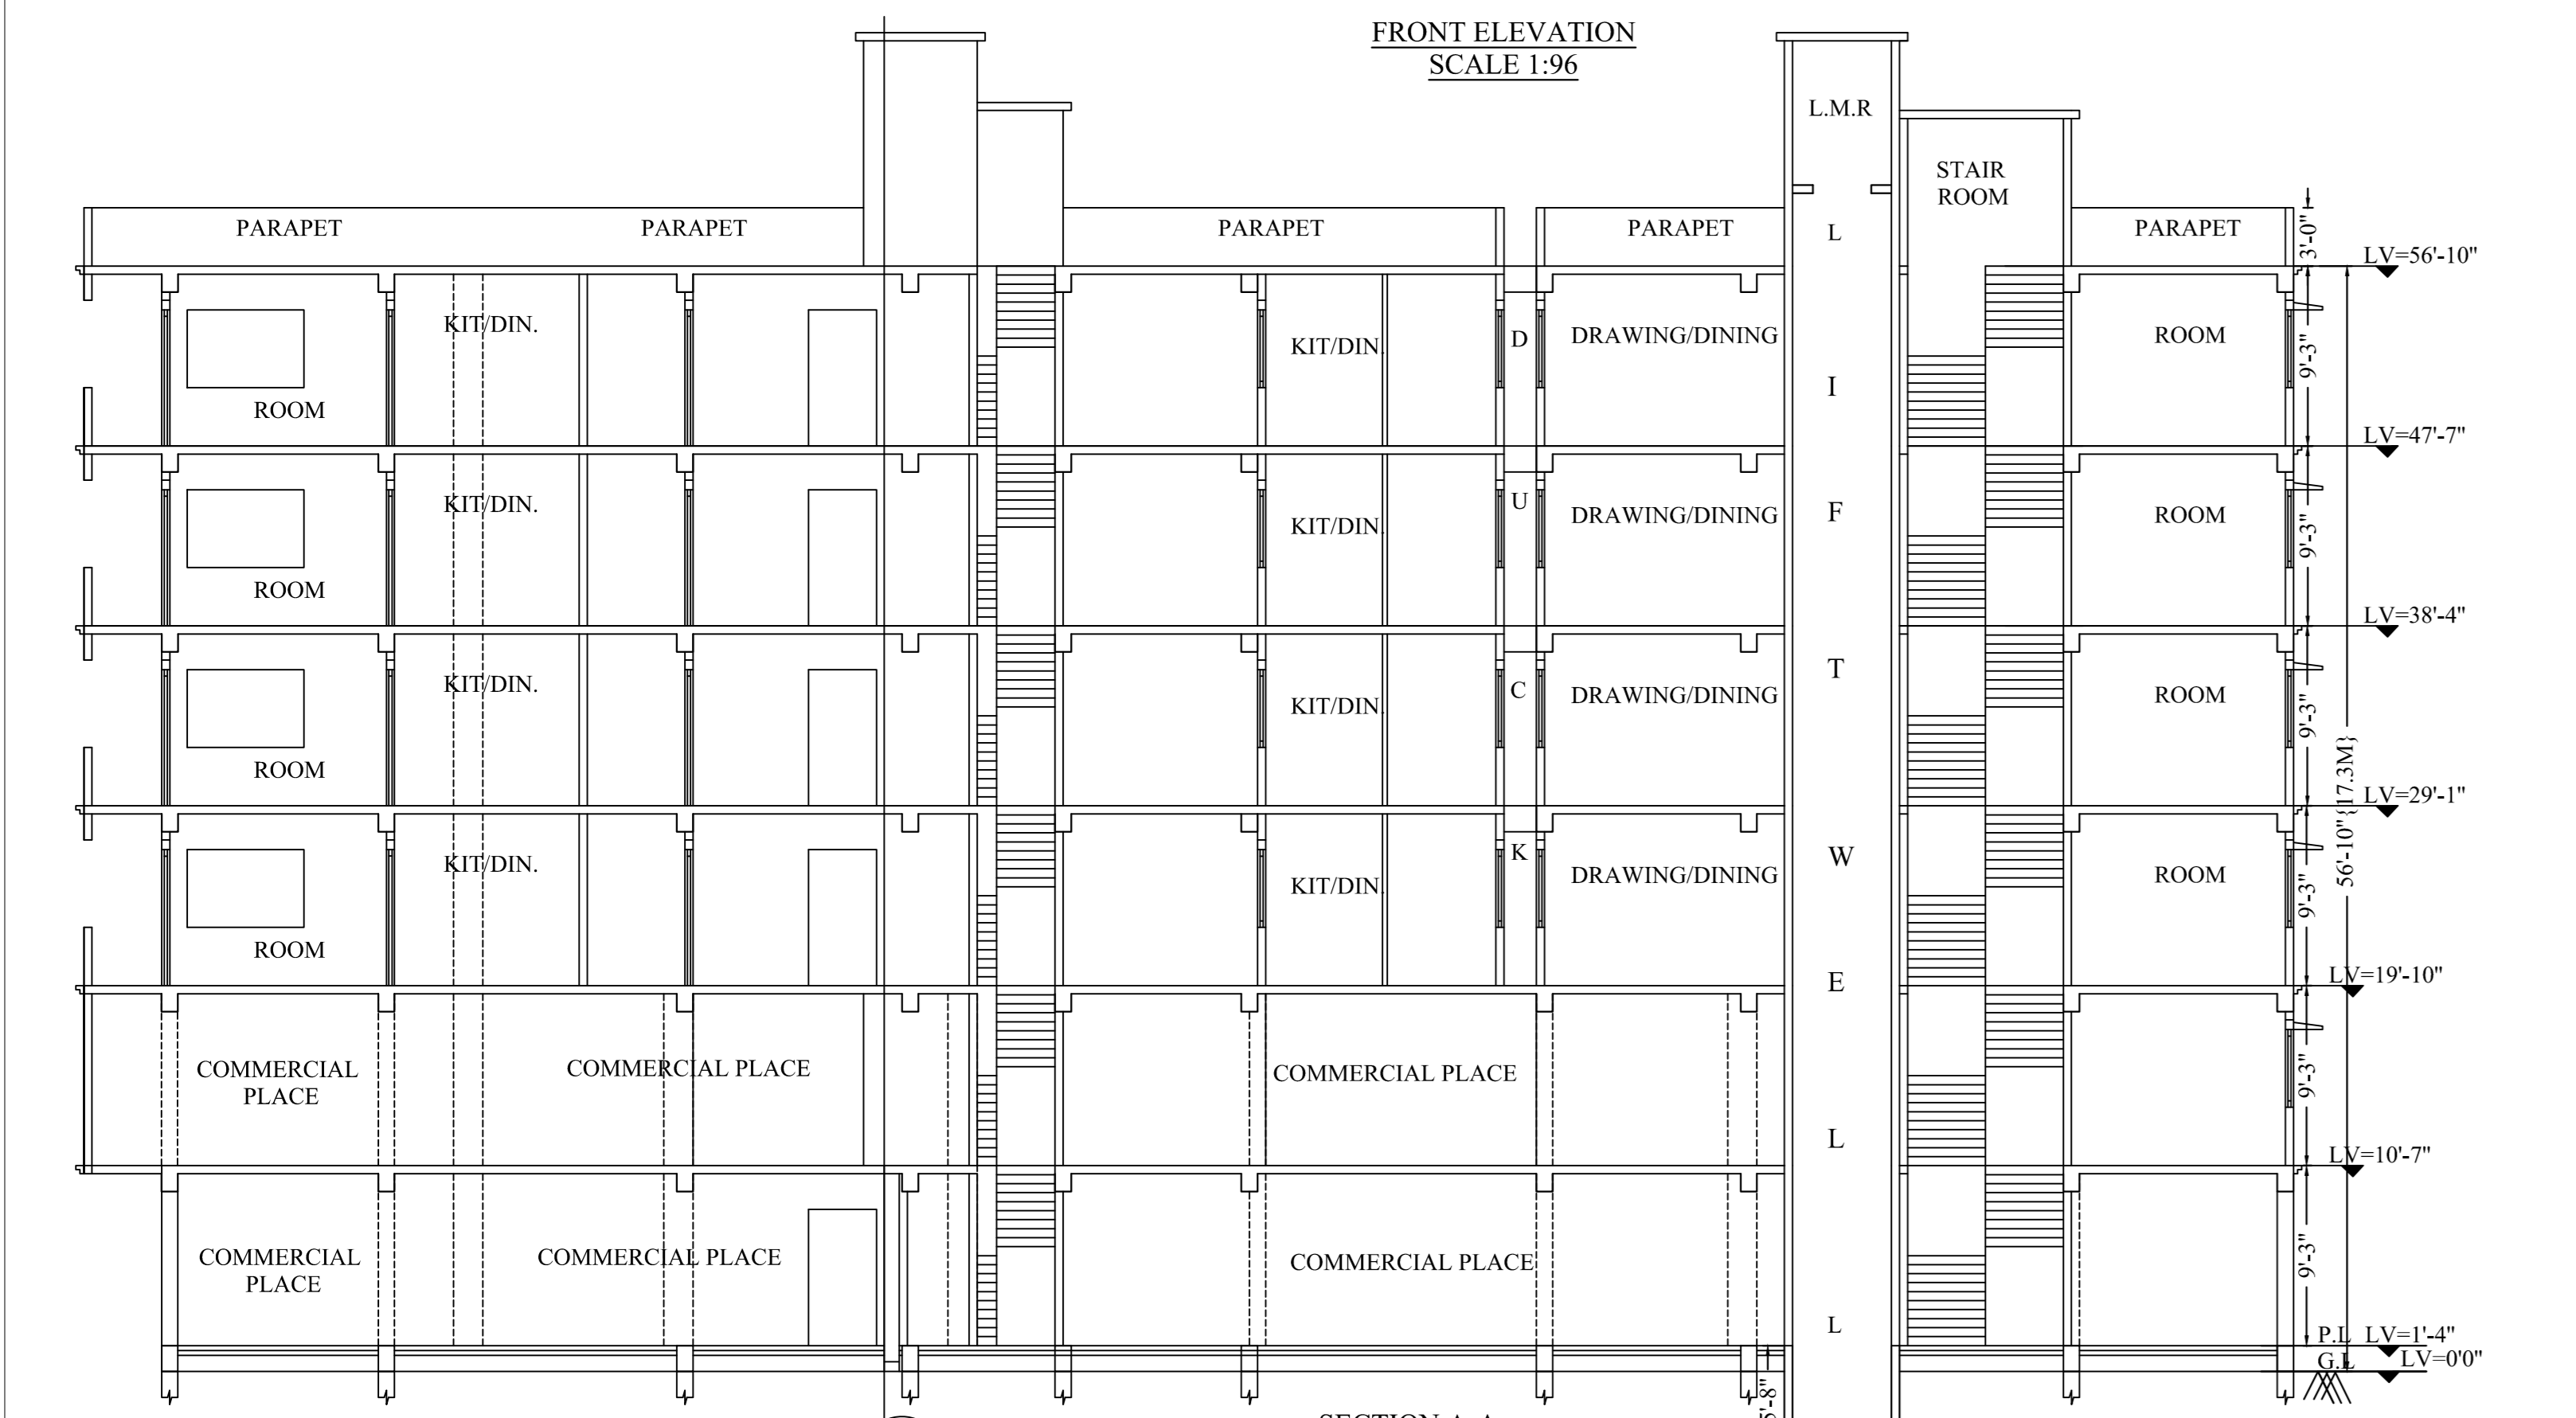 FRONT ELEVATION
SCALE 1:96
L.M.R
STAIR
ROOM
PARAPET
PARAPET
PARAPET
PARAPET
L
PARAPET
3'-0"
LV=56'-10"
KIT/DIN.
ROOM
KIT/DIN.
D
DRAWING/DINING
I
ROOM
9'-3"
LV=47'-7"
KIT/DIN.
ROOM
KIT/DIN.
U
DRAWING/DINING
F
ROOM
9'-3"
LV=38'-4"
KIT/DIN.
ROOM
KIT/DIN.
C
DRAWING/DINING
T
ROOM
9'-3"
56'-10"{17.3M}
LV=29'-1"
KIT/DIN.
ROOM
KIT/DIN.
K
DRAWING/DINING
W
ROOM
9'-3"
LV=19'-10"
E
COMMERCIAL
PLACE
COMMERCIAL PLACE
COMMERCIAL PLACE
9'-3"
L
LV=10'-7"
COMMERCIAL
PLACE
COMMERCIAL PLACE
COMMERCIAL PLACE
9'-3"
L
P.L LV=1'-4"
G.L LV=0'0"